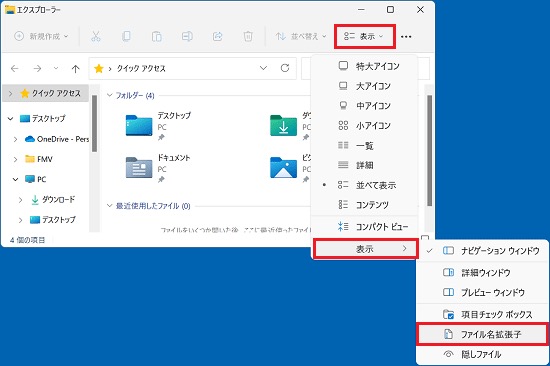 エクスプローラー
新規作成
並べ替え
表示
クイック アクセス
クイック アクセス
デスクトップ
OneDrive - Pers
FMV
PC
ダウンロード
デスクトップ
4 個の項目
フォルダー (4)
デスクトップ
PC
ドキュメント
PC
ダウ
PC
ピク
PC
最近使用したファイル (0)
ファイルをいくつか開いた後、ここに最近使ったファイ
特大アイコン
大アイコン
中アイコン
小アイコン
一覧
詳細
並べて表示
コンテンツ
コンパクト ビュー
表示
ナビゲーション ウィンドウ
詳細ウィンドウ
プレビュー ウィンドウ
項目チェック ボックス
ファイル名拡張子
隠しファイル